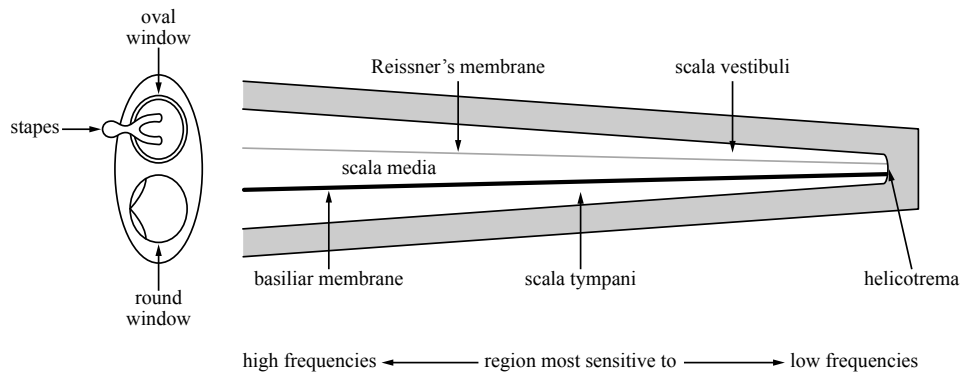 oval
window
stapes
round
window
Reissner's membrane
scala vestibuli
scala media
basiliar membrane
scala tympani
helicotrema
high frequencies
region most sensitive to
low frequencies